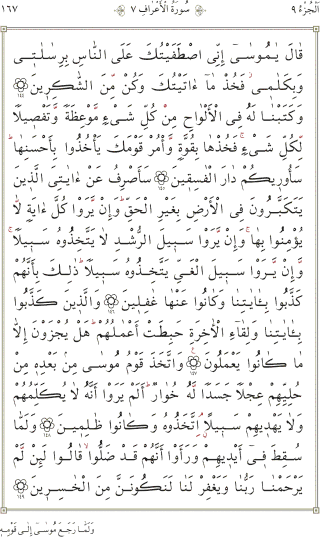 اَلْجُزْءُ ٩ سُورَةُ الْأَعْرَافِ ٧ ١٦٧
قَالَ يَٰمُوسَىٰٓ إِنِّى ٱصْطَفَيْتُكَ عَلَى ٱلنَّاسِ بِرِسَٰلَٰتِى
وَبِكَلَٰمِى فَخُذْ مَآ ءَاتَيْتُكَ وَكُن مِّنَ ٱلشَّٰكِرِينَ ١٤٤
وَكَتَبْنَا لَهُۥ فِى ٱلْأَلْوَاحِ مِن كُلِّ شَىْءٍ مَّوْعِظَةً وَتَفْصِيلًا
لِّكُلِّ شَىْءٍ فَخُذْهَا بِقُوَّةٍ وَأْمُرْ قَوْمَكَ يَأْخُذُوا۟ بِأَحْسَنِهَا
سَأُو۟رِيكُمْ دَارَ ٱلْفَٰسِقِينَ ١٤٥ سَأَصْرِفُ عَنْ ءَايَٰتِىَ ٱلَّذِينَ
يَتَكَبَّرُونَ فِى ٱلْأَرْضِ بِغَيْرِ ٱلْحَقِّ وَإِن يَرَوْا۟ كُلَّ ءَايَةٍ لَّا
يُؤْمِنُوا۟ بِهَا وَإِن يَرَوْا۟ سَبِيلَ ٱلرُّشْدِ لَا يَتَّخِذُوهُ سَبِيلًا
وَإِن يَرَوْا۟ سَبِيلَ ٱلْغَىِّ يَتَّخِذُوهُ سَبِيلًا ذَٰلِكَ بِأَنَّهُمْ
كَذَّبُوا۟ بِـَٔايَٰتِنَا وَكَانُوا۟ عَنْهَا غَٰفِلِينَ ١٤٦ وَٱلَّذِينَ كَذَّبُوا۟
بِـَٔايَٰتِنَا وَلِقَآءِ ٱلْءَاخِرَةِ حَبِطَتْ أَعْمَٰلُهُمْ هَلْ يُجْزَوْنَ إِلَّا
مَا كَانُوا۟ يَعْمَلُونَ ١٤٧ وَٱتَّخَذَ قَوْمُ مُوسَىٰ مِنۢ بَعْدِهِۦ مِنْ
حُلِيِّهِمْ عِجْلًا جَسَدًا لَّهُۥ خُوَارٌ أَلَمْ يَرَوْا۟ أَنَّهُۥ لَا يُكَلِّمُهُمْ
وَلَا يَهْدِيهِمْ سَبِيلًا ٱتَّخَذُوهُ وَكَانُوا۟ ظَٰلِمِينَ ١٤٨ وَلَمَّا
سُقِطَ فِىٓ أَيْدِيهِمْ وَرَأَوْا۟ أَنَّهُمْ قَدْ ضَلُّوا۟ قَالُوا۟ لَئِن لَّمْ
يَرْحَمْنَا رَبُّنَا وَيَغْفِرْ لَنَا لَنَكُونَنَّ مِنَ ٱلْخَٰسِرِينَ ١٤٩
وَلَمَّا رَجَعَ مُوسَىٰٓ إِلَىٰ قَوْمِهِ